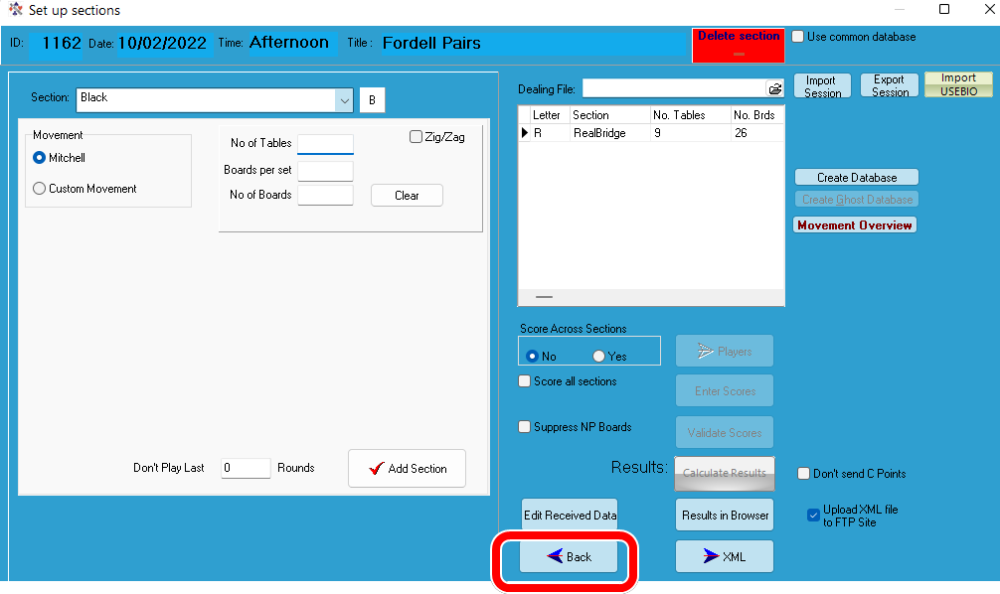 Set up sections
ID: 1162 Date: 10/02/2022 Time: Afternoon Title : Fordell Pairs
Delete section
Use common database
Section: Black B
Movement
Mitchell
Custom Movement
No of Tables
Zig/Zag
Boards per set
No of Boards
Clear
Don't Play Last 0 Rounds
Add Section
Dealing File:
Import Session
Export Session
Import USEBIO
Letter Section No. Tables No. Brds
R RealBridge 9 26
Create Database
Create Ghost Database
Movement Overview
Score Across Sections
No Yes
Score all sections
Suppress NP Boards
Players
Enter Scores
Validate Scores
Results: Calculate Results
Don't send C Points
Edit Received Data
Results in Browser
Upload XML file
to FTP Site
Back
XML